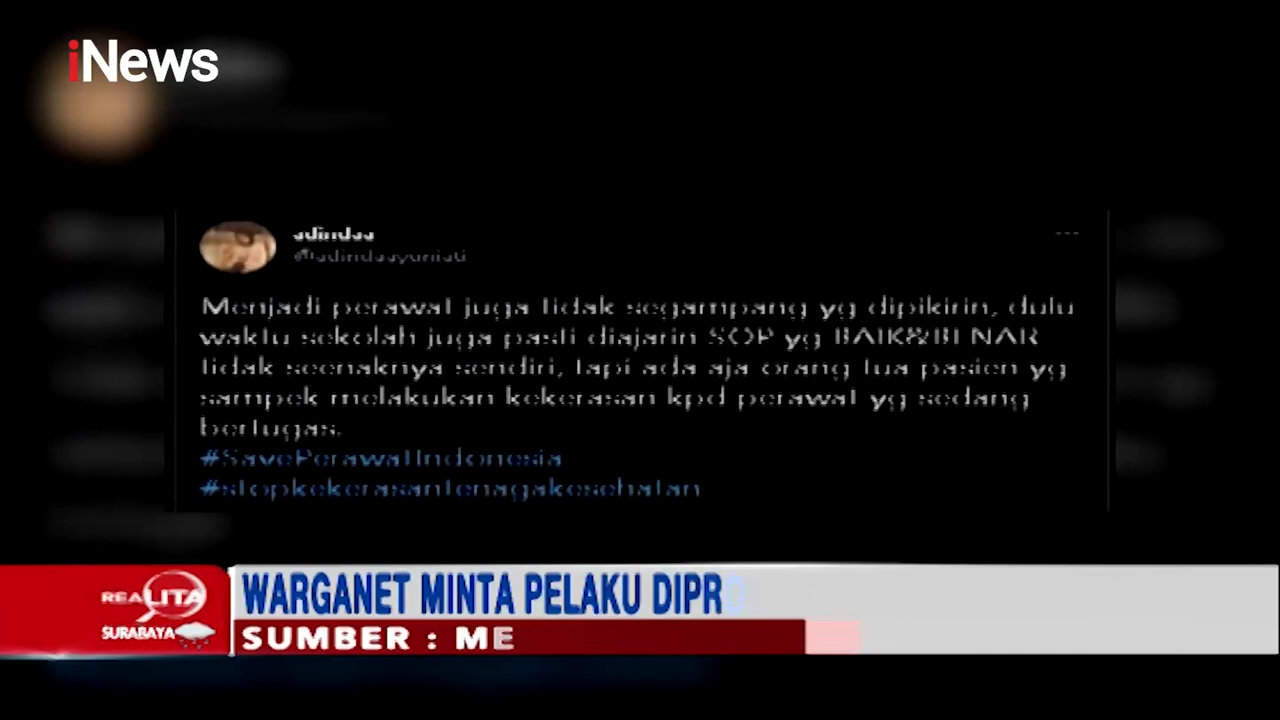 iNews
adindaa
@adindaayuniati
Menjadi perawat juga tidak segampang yg dipikirin, dulu
waktu sekolah juga pasti diajarin SOP yg BAIK&BENAR
tidak seenaknya sendiri, tapi ada aja orang tua pasien yg
sampek melakukan kekerasan kpd perawat yg sedang
bertugas.
#SavePerawatIndonesia
#stopkekerasantenagakesehatan
REALITA
SURABAYA
WARGANET MINTA PELAKU DIPRO
SUMBER : ME